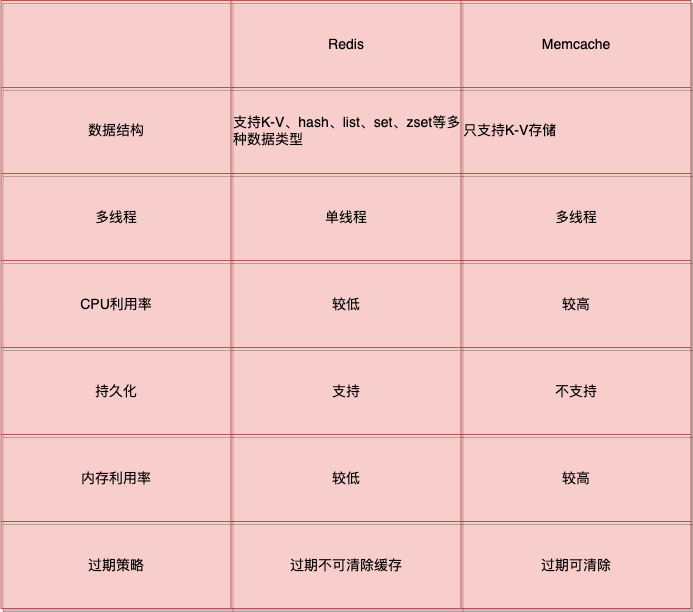 Redis
Memcache
数据结构
支持K-V、hash、list、set、zset等多
种数据类型
只支持K-V存储
多线程
单线程
多线程
CPU利用率
较低
较高
持久化
支持
不支持
内存利用率
较低
较高
过期策略
过期不可清除缓存
过期可清除